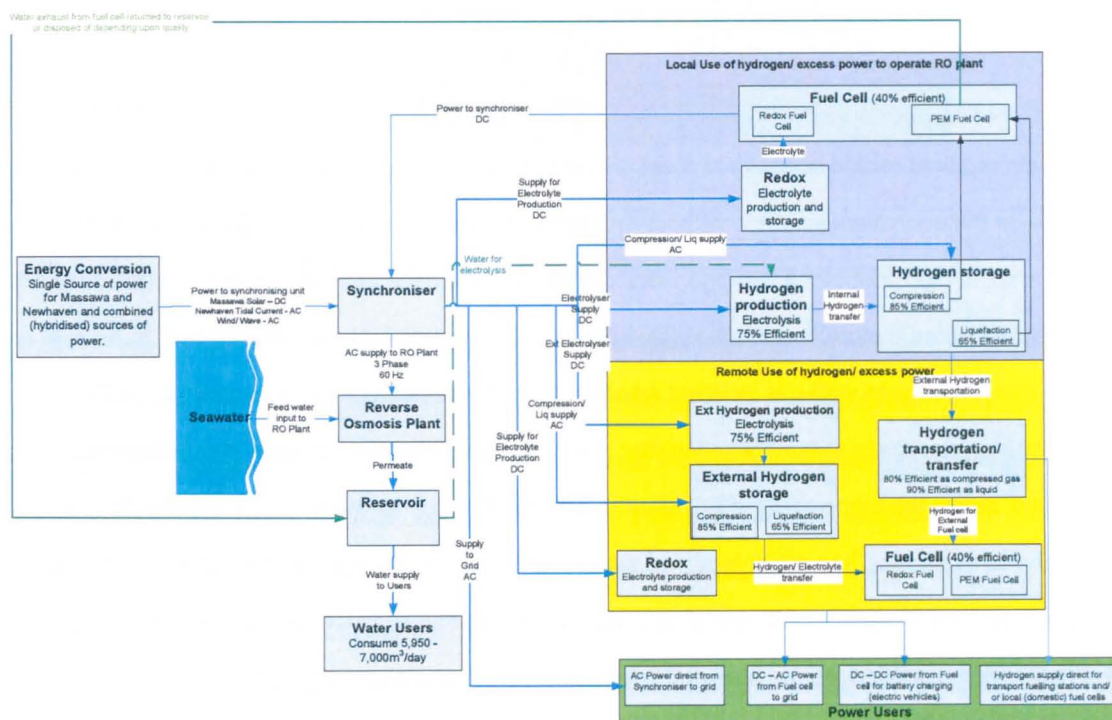 Water exhaust from Fuel cell returned to reservoir
or disposed of depending upon quality
Local Use of hydrogen/ excess power to operate RO plant
Fuel Cell (40% efficient)
Redox Fuel
Cell
PEM Fuel Cell
Power to synchroniser
DC
Electrolyte
Redox
Electrolyte
production and
storage
Supply for
Electrolyte
Production
DC
Compression/ Liq supply
AC
Water for
electrolysis
Energy Conversion
Single Source of power
for Massawa and
Newhaven and combined
(hybridised) sources of
power.
Power to synchronising unit
Massawa Solar – DC
Newhaven Tidal Current - AC
Wind/ Wave - AC
Synchroniser
Electrolyser
Supply DC
DC
Ext Electrolyser
Supply
DC
Hydrogen
production
Electrolysis
75% Efficient
Internal
Hydrogen
transfer
Hydrogen storage
Compression
85% Efficient
Liquefaction
65% Efficient
AC supply to RO Plant
3 Phase
60 Hz
Remote Use of hydrogen/ excess power
External Hydrogen
transportation
Seawater
Feed water
input to
RO Plant
Reverse
Osmosis Plant
Compression/
Liq supply
AC
Ext Hydrogen production
Electrolysis
75% Efficient
Hydrogen
transportation/
transfer
80% Efficient as compressed gas
90% Efficient as liquid
Permeate
Supply for
Electrolyte
Production
DC
External Hydrogen
storage
Compression
85% Efficient
Liquefaction
65% Efficient
Reservoir
Hydrogen for
External
Fuel cell
Supply
to
Grid
AC
Redox
Electrolyte production
and storage
Hydrogen/ Electrolyte
transfer
Fuel Cell (40% efficient)
Redox Fuel
Cell
PEM Fuel Cell
Water supply
to Users
Water Users
Consume 5,950 -
7,000m³/day
AC Power direct from
Synchroniser to grid
DC – AC Power
from Fuel cell
to grid
DC – DC Power from Fuel
cell for battery charging
(electric vehicles)
Hydrogen supply direct for
transport fuelling stations and/
or local (domestic) fuel cells
Power Users